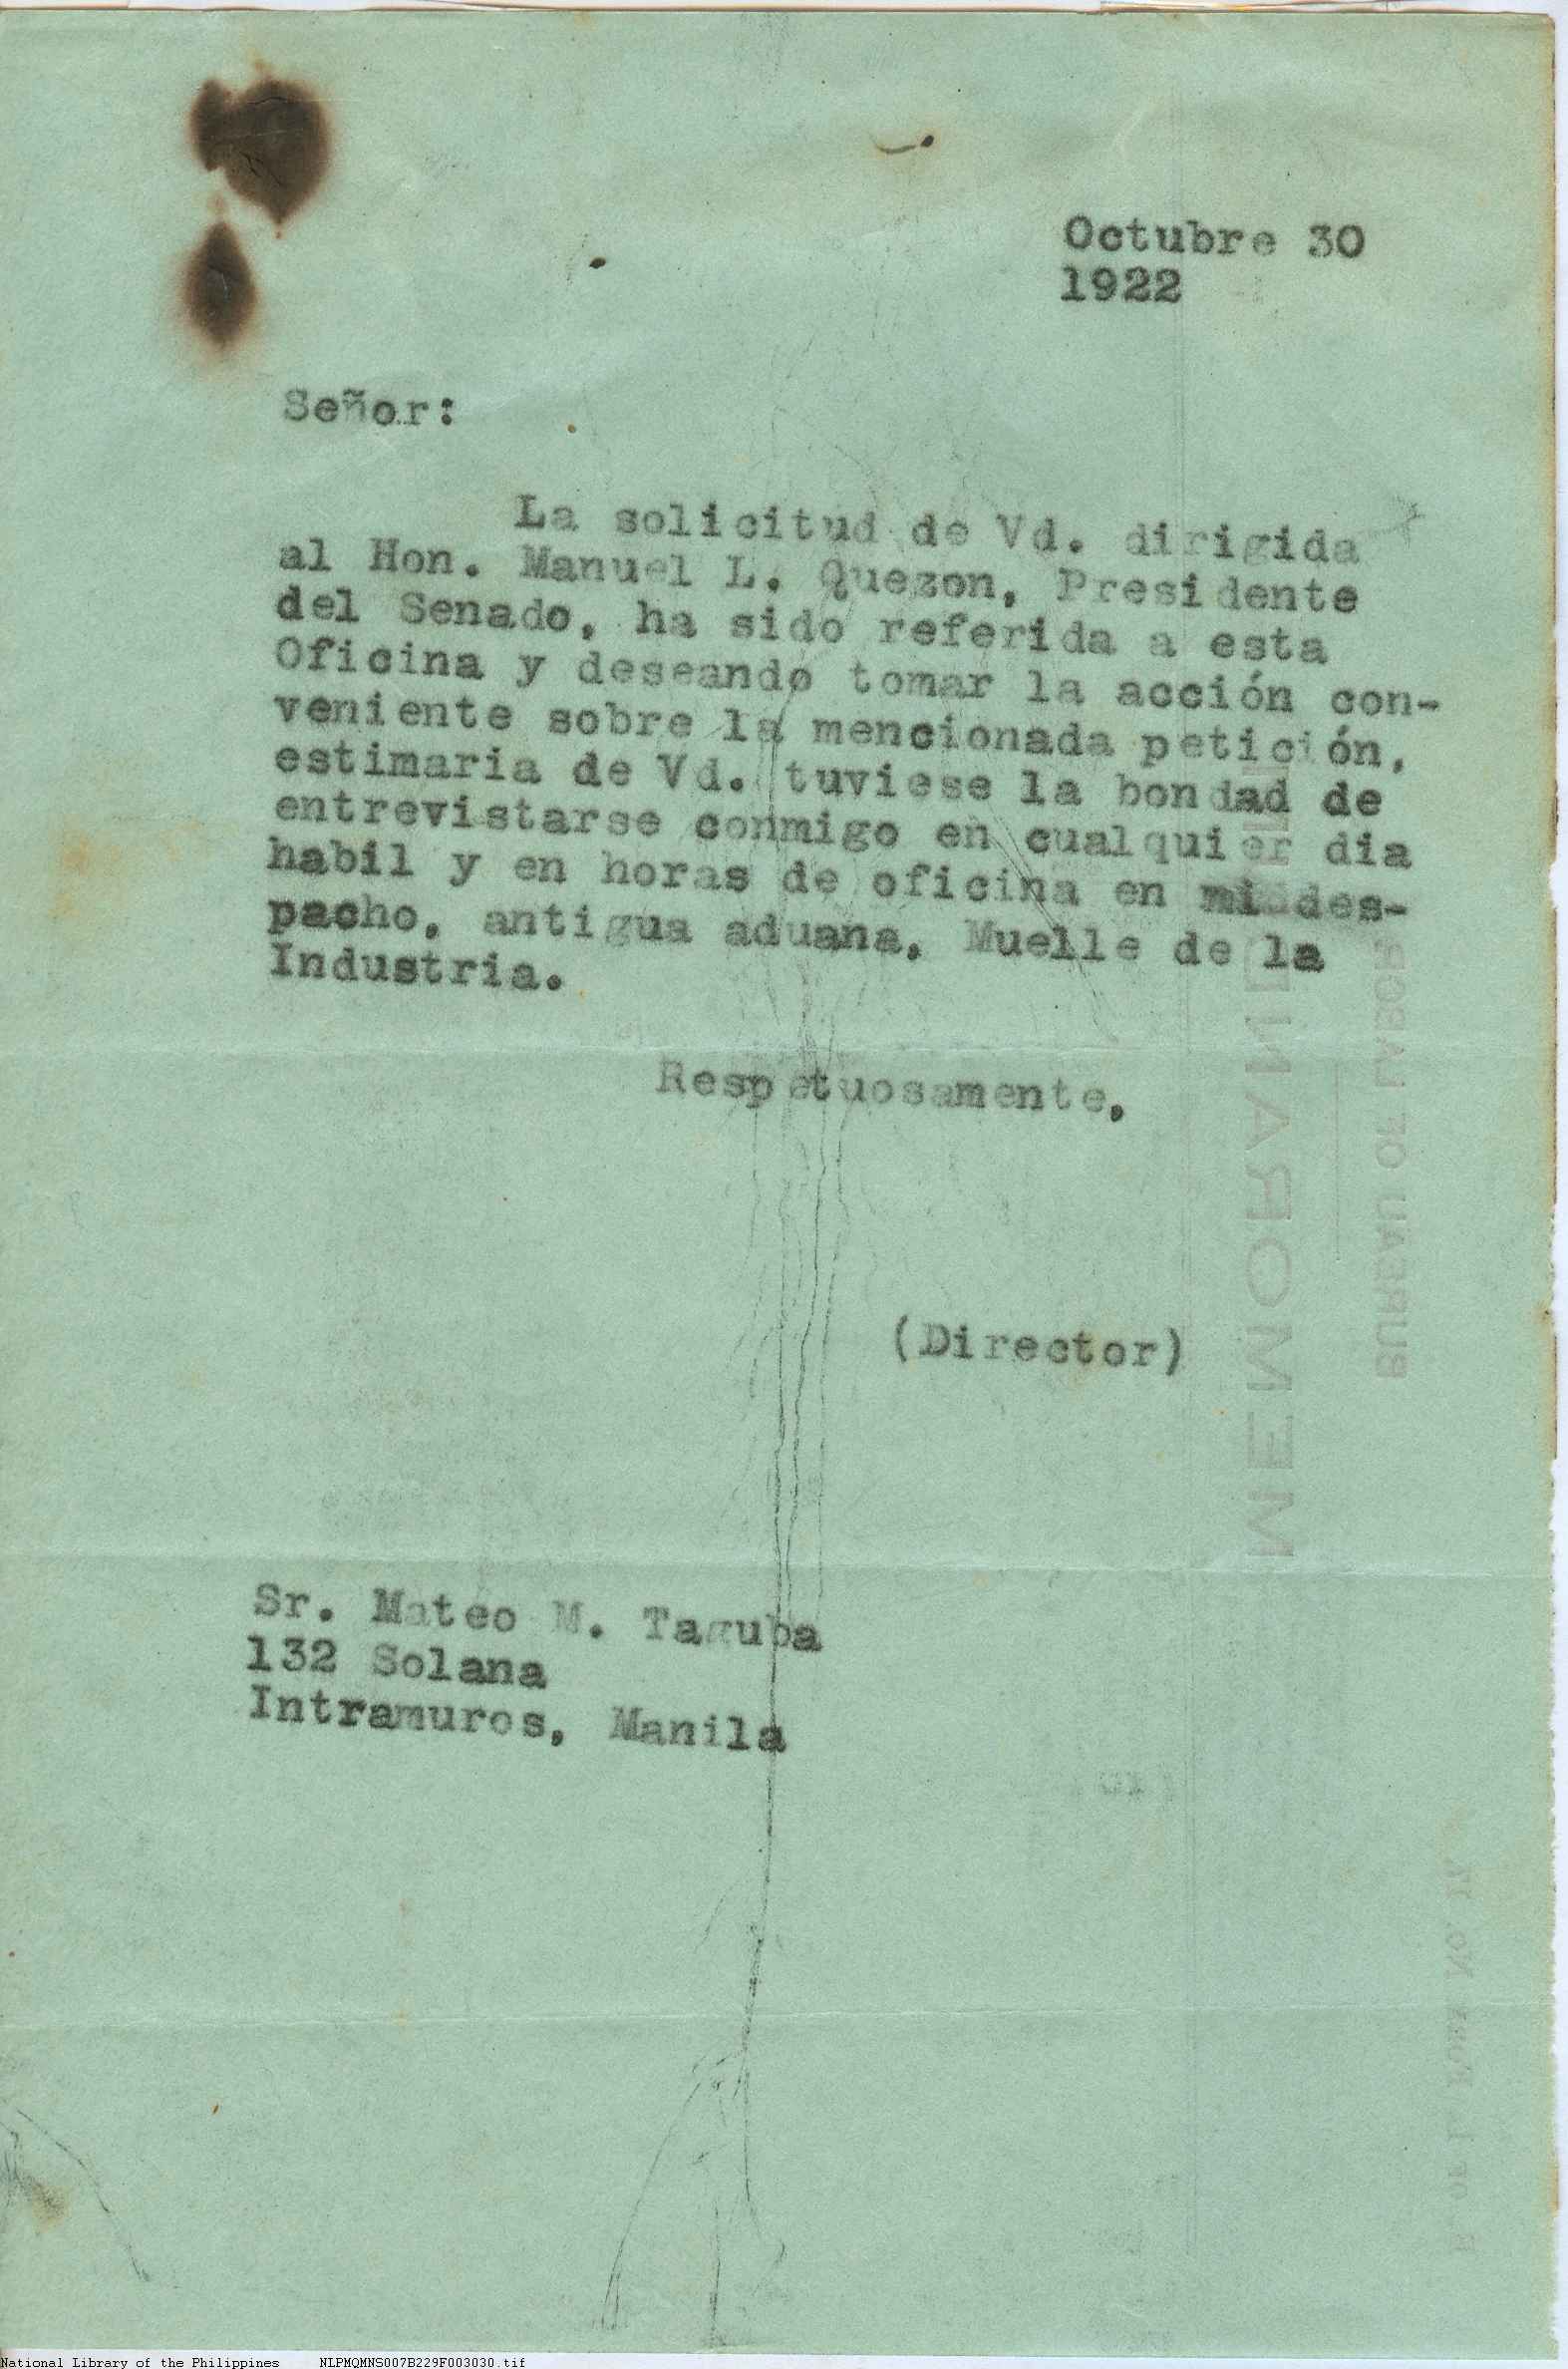 Octubre 30
1922
Señor:
La solicitud de Vd. dirigida
al Hon. Manuel L. Quezon, Presidente
del Senado, ha sido referida a esta
Oficina y deseando tomar la acción con-
veniente sobre la mencionada petición,
estimaria de Vd. tuviese la bondad de
entrevistarse conmigo en cualquier dia
habil y en horas de oficina en mi des-
pacho, antigua aduana, Muelle de la
Industria.
Respetuosamente,
(Director)
Sr. Mateo M. Taguba
132 Solana
Intramuros, Manila
BUREAU OF LABOR
MEMORANDUM
National Library of the Philippines NLPMQMNS007B229F003030.tif